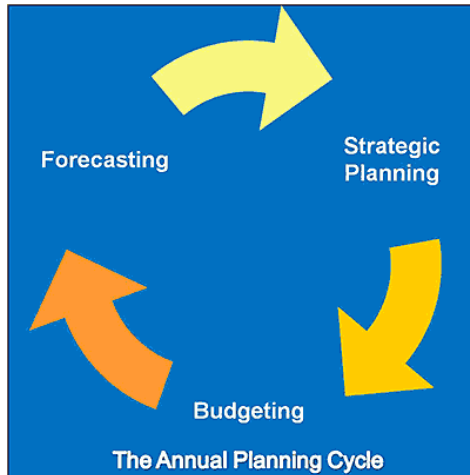 Forecasting
Strategic
Planning
Budgeting
The Annual Planning Cycle